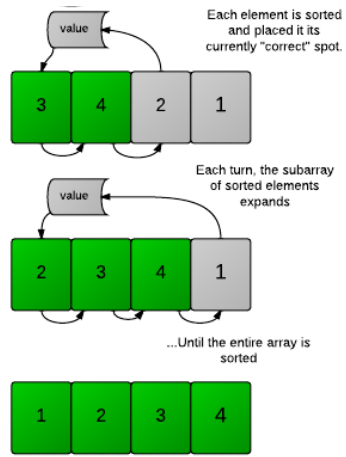 Each element is sorted
and placed it its
currently "correct" spot.
value
3 4 2 1
Each turn, the subarray
of sorted elements
expands
value
2 3 4 1
...Until the entire array is
sorted
1 2 3 4